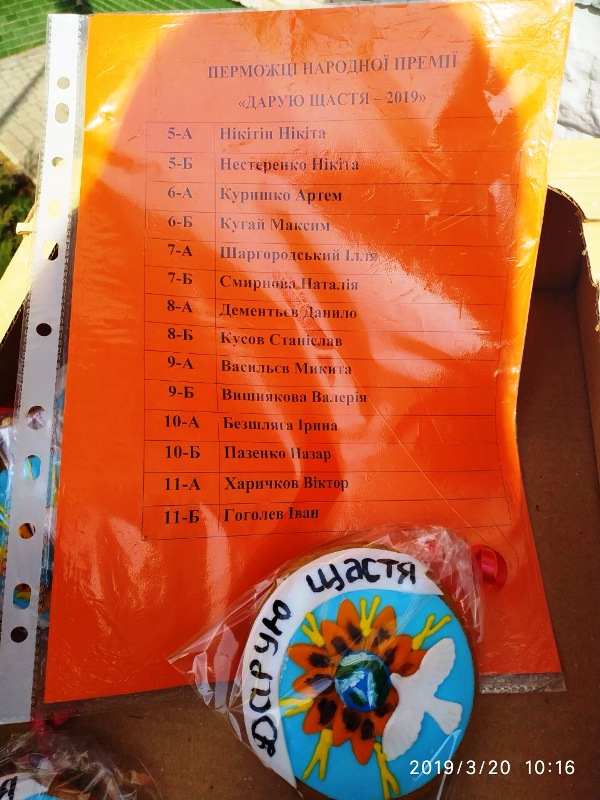 ПЕРМОЖЦІ НАРОДНОЇ ПРЕМІЇ
«ДАРУЮ ЩАСТЯ – 2019»
5-А Нікітін Нікіта
5-Б Нестеренко Нікіта
6-А Куришко Артем
6-Б Кугай Максим
7-А Шаргородський Ілля
7-Б Смирнова Наталія
8-А Дементьєв Данило
8-Б Кусов Станіслав
9-А Васильєв Микита
9-Б Вишнякова Валерія
10-А Безшляга Ірина
10-Б Пазенко Назар
11-А Харичков Віктор
11-Б Гоголев Іван
Дарую щастя
2019/3/20 10:16